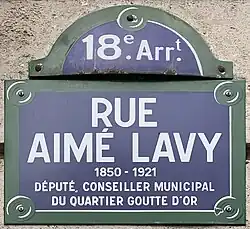 18e Arrt.
RUE
AIMÉ LAVY
1850 - 1921
DÉPUTÉ, CONSEILLER MUNICIPAL
DU QUARTIER GOUTTE D'OR